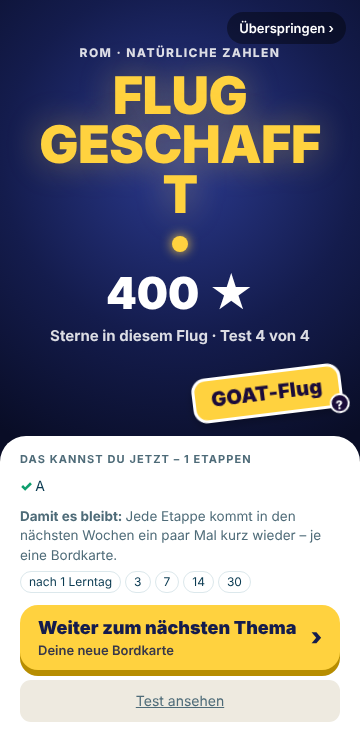 Überspringen ›
ROM · NATÜRLICHE ZAHLEN
FLUG
GESCHAFF
T
400 ★
Sterne in diesem Flug · Test 4 von 4
GOAT-Flug
?
DAS KANNST DU JETZT – 1 ETAPPEN
✓ A
Damit es bleibt: Jede Etappe kommt in den
nächsten Wochen ein paar Mal kurz wieder – je
eine Bordkarte.
nach 1 Lerntag 3 7 14 30
Weiter zum nächsten Thema ›
Deine neue Bordkarte
Test ansehen